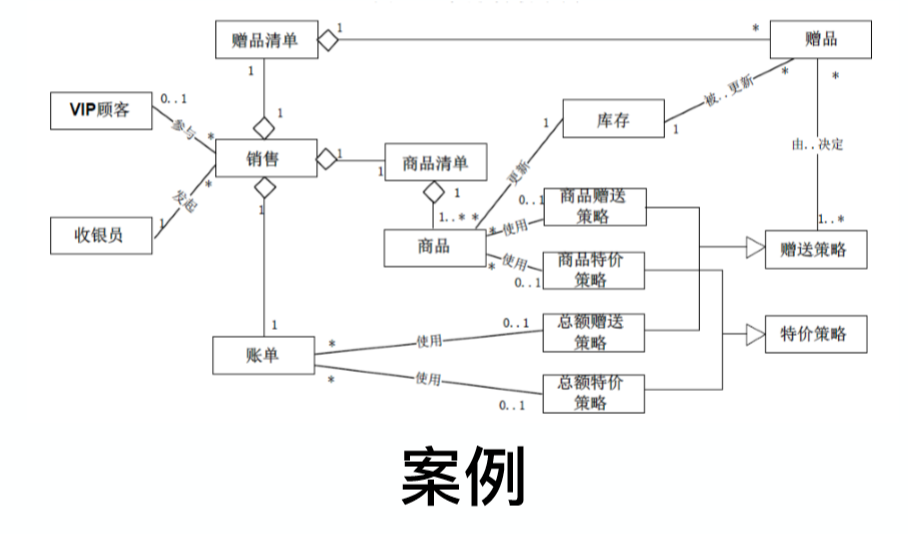 赠品清单
1
*
赠品
1
*
*
VIP顾客
0..1
1
被..更新
参与
*
1
库存
1
由..决定
销售
1
1
商品清单
*
发起
更新
1
1
0..1
商品赠送
策略
收银员
1
1..*
*
*
使用
1..*
商品
赠送策略
*
使用
商品特价
策略
0..1
1
0..1
总额赠送
策略
特价策略
账单
*
使用
*
使用
总额特价
策略
0..1
案例